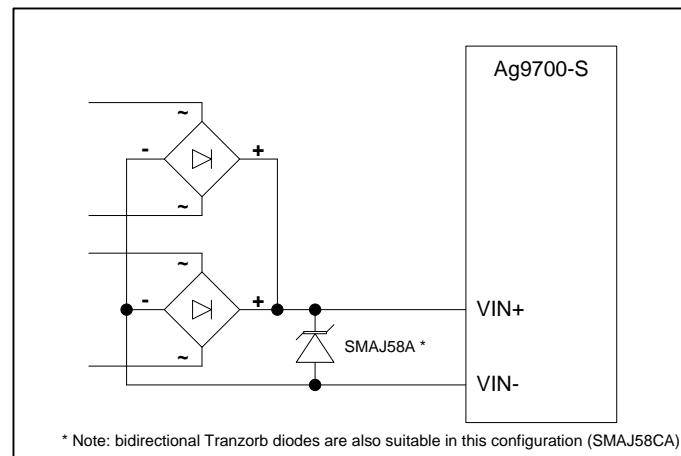 Ag9700-S
~
- +
~
~
- +
VIN+
~
SMAJ58A *
VIN-
* Note: bidirectional Tranzorb diodes are also suitable in this configuration (SMAJ58CA)